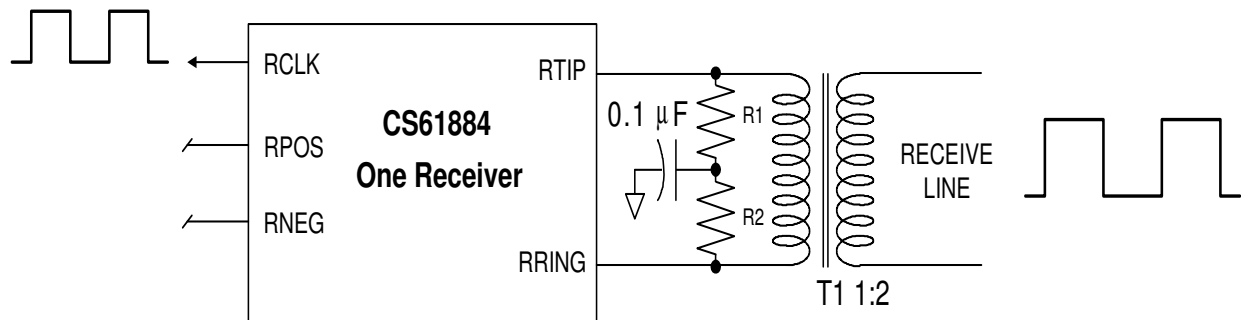 RCLK
RTIP
0.1 μF
R1
CS61884
One Receiver
RPOS
RECEIVE
LINE
RNEG
R2
RRING
T1 1:2